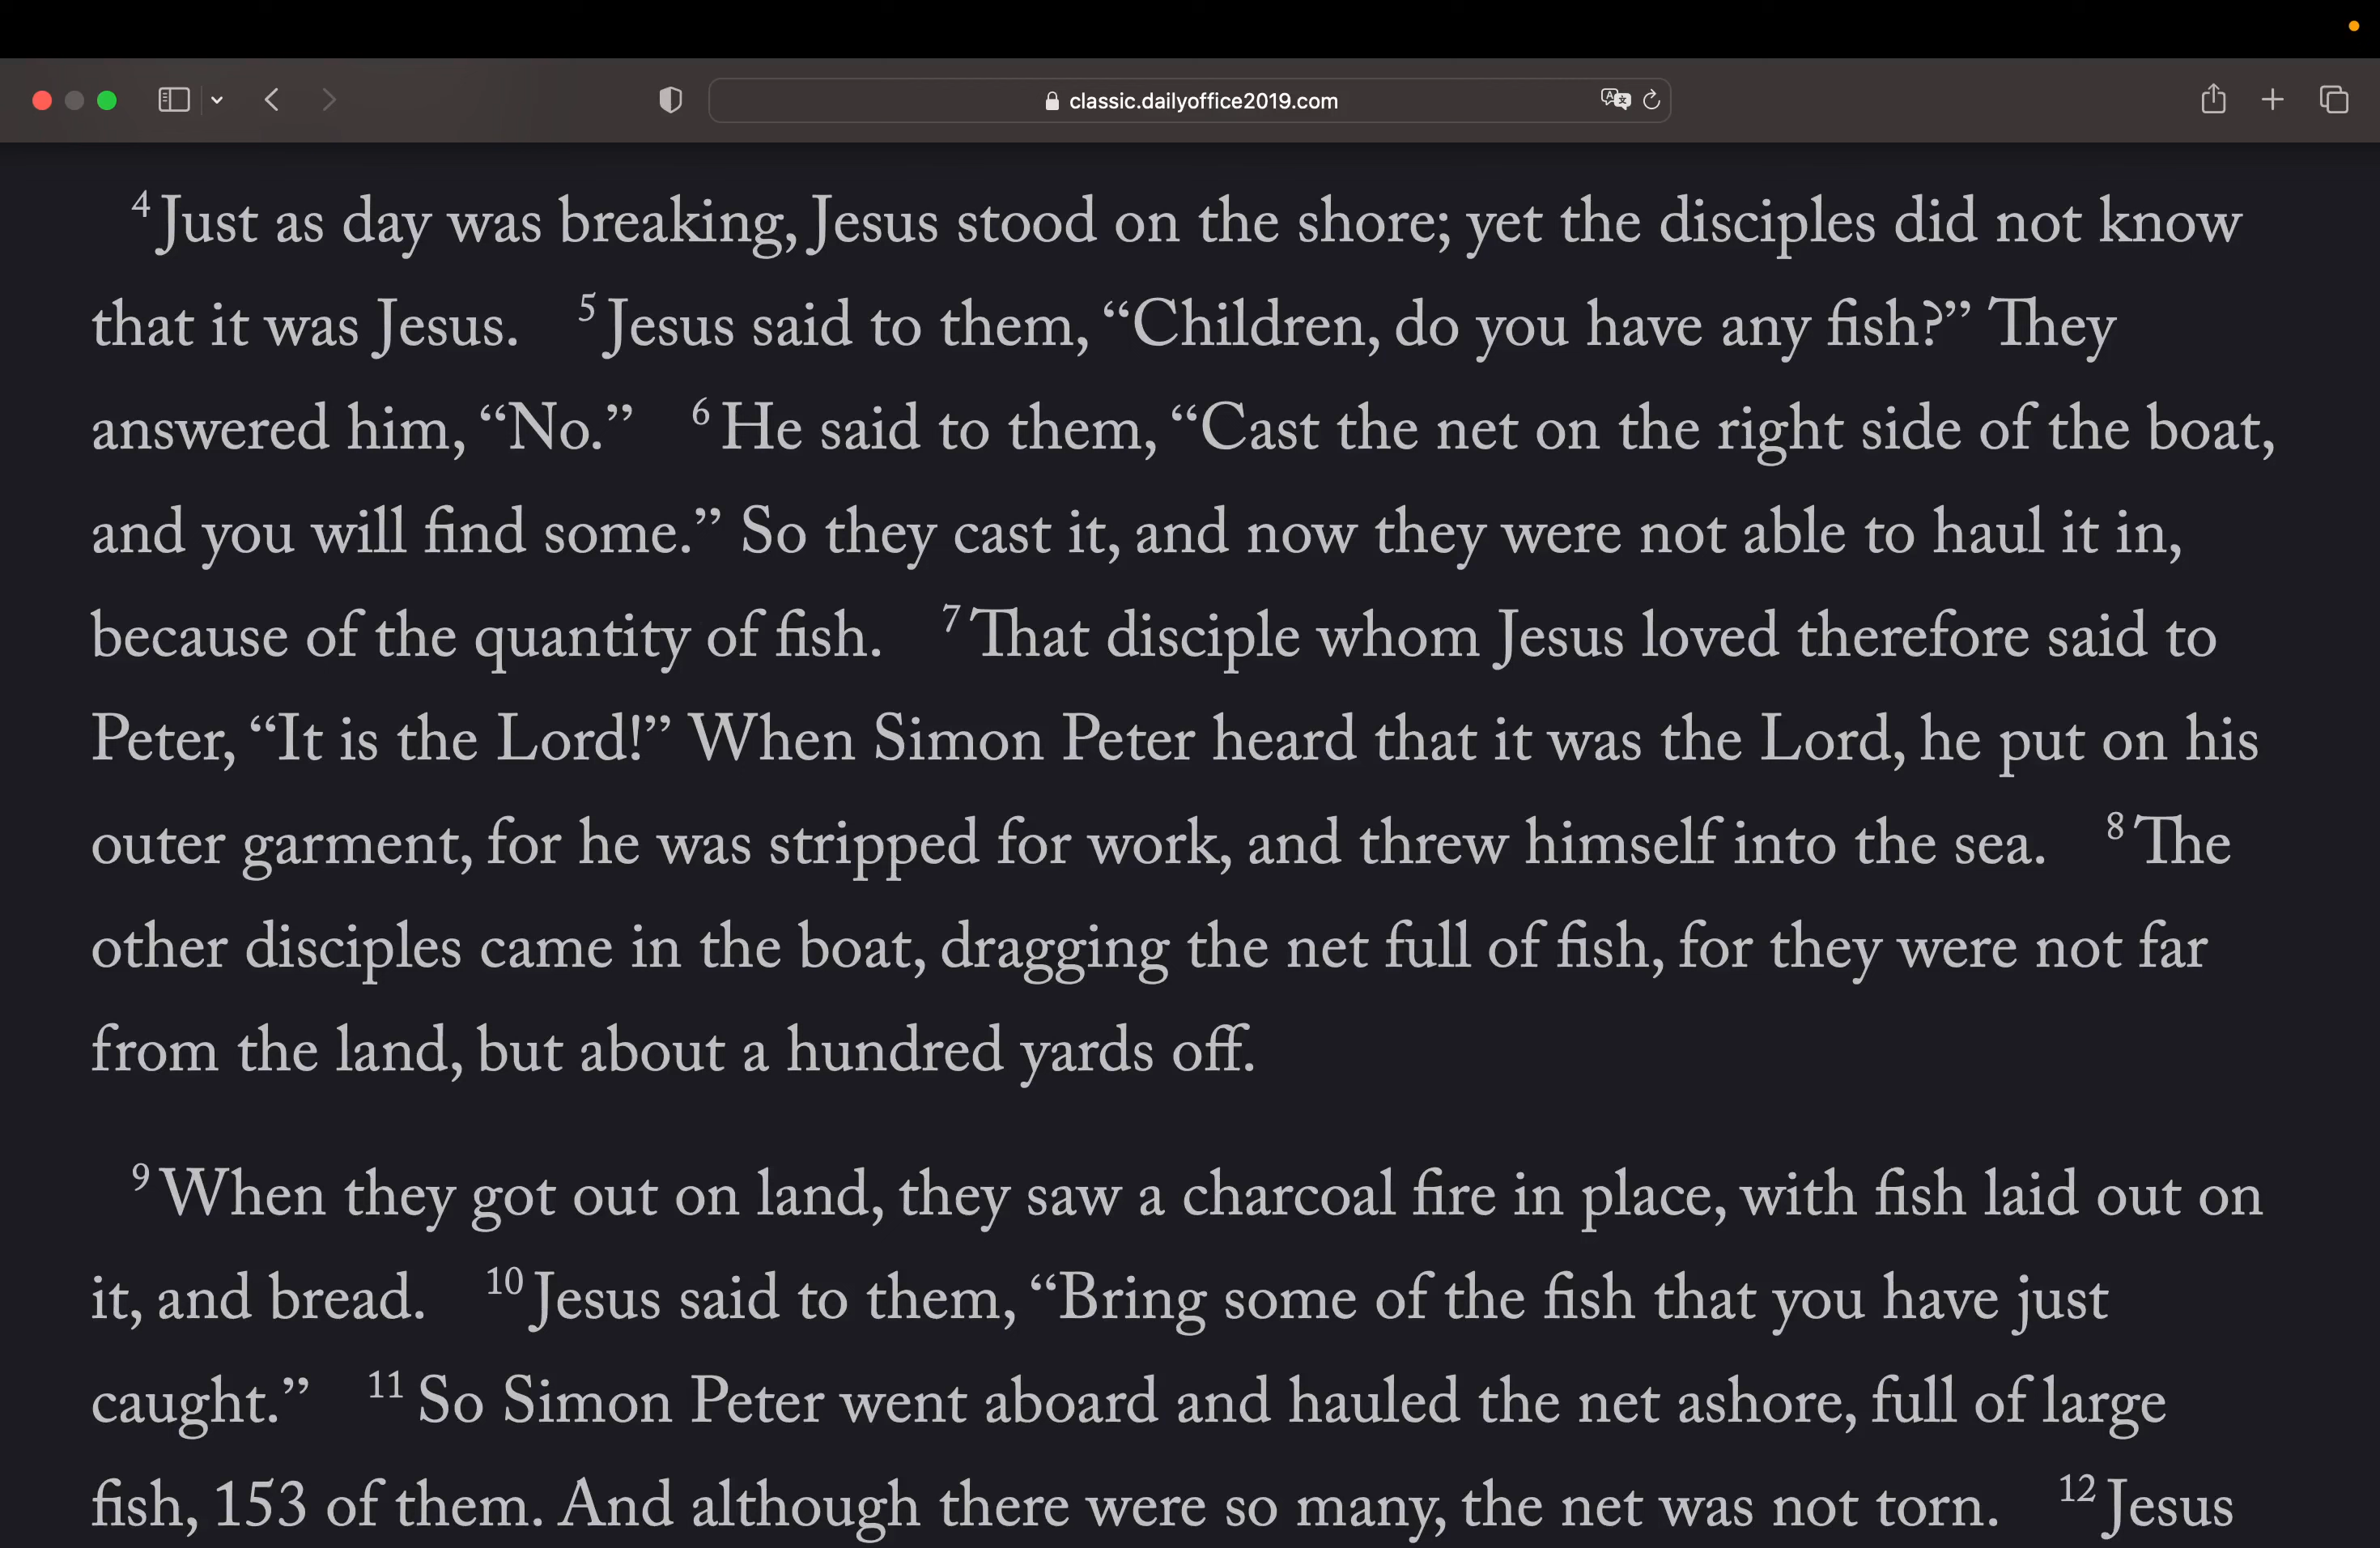 classic.dailyoffice2019.com
4 Just as day was breaking, Jesus stood on the shore; yet the disciples did not know
that it was Jesus. 5 Jesus said to them, “Children, do you have any fish?” They
answered him, “No.” 6 He said to them, “Cast the net on the right side of the boat,
and you will find some.” So they cast it, and now they were not able to haul it in,
because of the quantity of fish. 7 That disciple whom Jesus loved therefore said to
Peter, “It is the Lord!” When Simon Peter heard that it was the Lord, he put on his
outer garment, for he was stripped for work, and threw himself into the sea. 8 The
other disciples came in the boat, dragging the net full of fish, for they were not far
from the land, but about a hundred yards off.
9 When they got out on land, they saw a charcoal fire in place, with fish laid out on
it, and bread. 10 Jesus said to them, “Bring some of the fish that you have just
caught.” 11 So Simon Peter went aboard and hauled the net ashore, full of large
fish, 153 of them. And although there were so many, the net was not torn. 12 Jesus